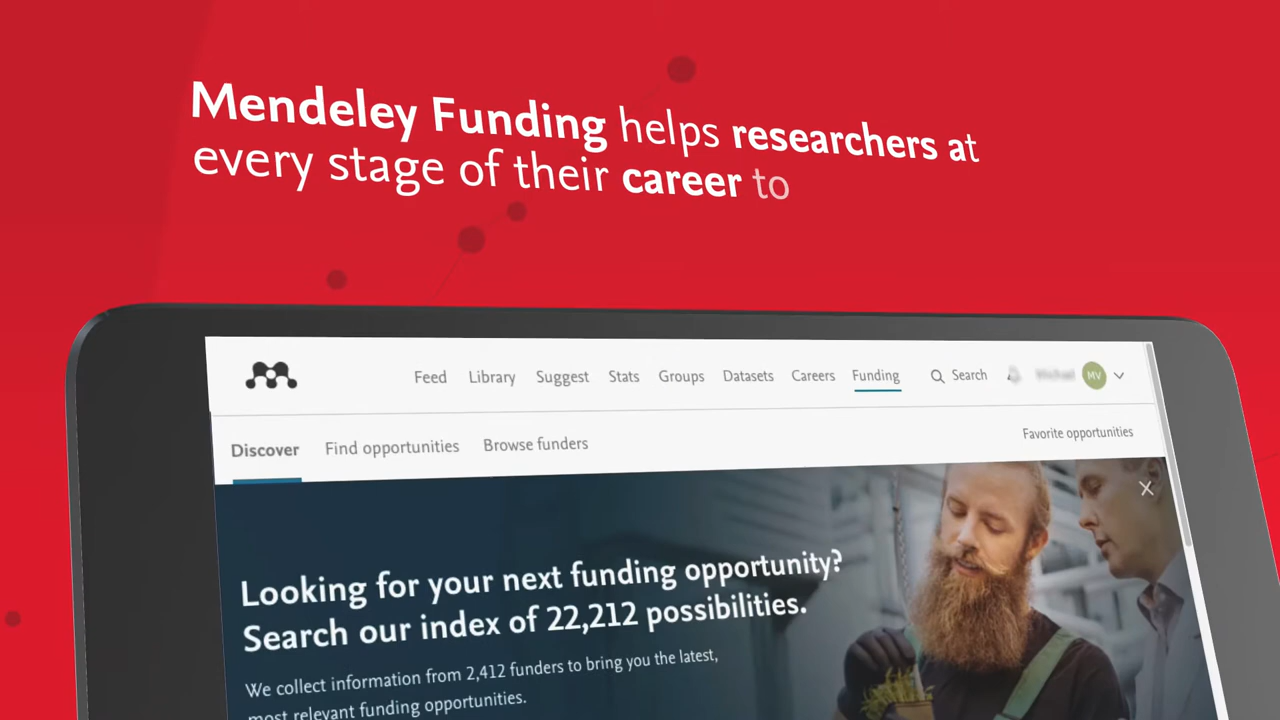 Mendeley Funding helps researchers at
every stage of their career to
Feed Library Suggest Stats Groups Datasets Careers Funding Search MV
Discover Find opportunities Browse funders Favorite opportunities
Looking for your next funding opportunity?
Search our index of 22,212 possibilities.
We collect information from 2,412 funders to bring you the latest,
most relevant funding opportunities.